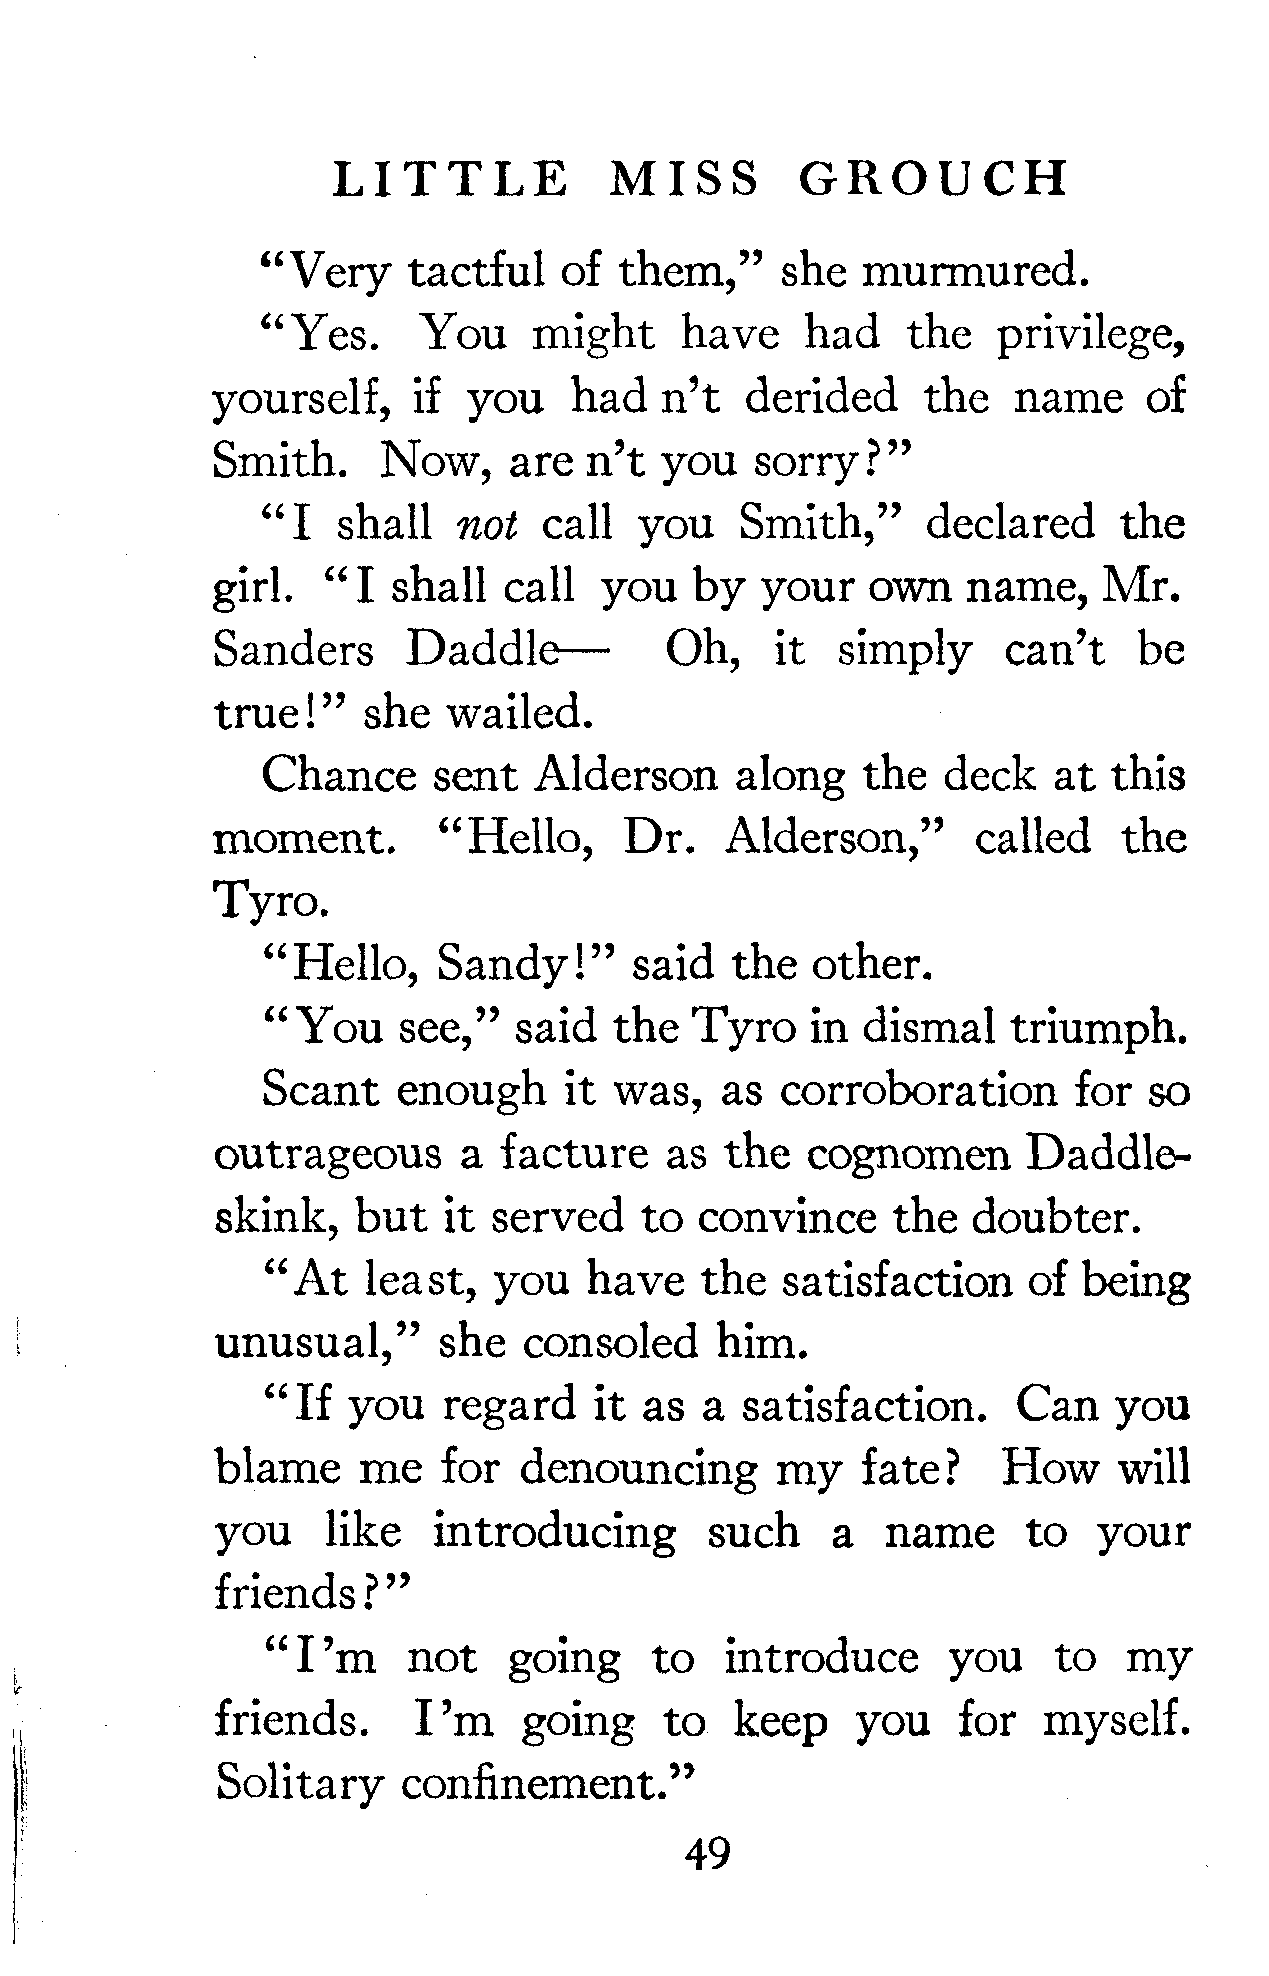 LITTLE MISS GROUCH
“Very tactful of them,” she murmured.
“Yes. You might have had the privilege,
yourself, if you had n’t derided the name of
Smith. Now, are n’t you sorry?”
“I shall not call you Smith,” declared the
girl. “I shall call you by your own name, Mr.
Sanders Daddle— Oh, it simply can’t be
true!” she wailed.
Chance sent Alderson along the deck at this
moment. “Hello, Dr. Alderson,” called the
Tyro.
“Hello, Sandy!” said the other.
“You see,” said the Tyro in dismal triumph.
Scant enough it was, as corroboration for so
outrageous a facture as the cognomen Daddle-
skink, but it served to convince the doubter.
“At least, you have the satisfaction of being
unusual,” she consoled him.
“If you regard it as a satisfaction. Can you
blame me for denouncing my fate? How will
you like introducing such a name to your
friends?”
“I’m not going to introduce you to my
friends. I’m going to keep you for myself.
Solitary confinement.”
49